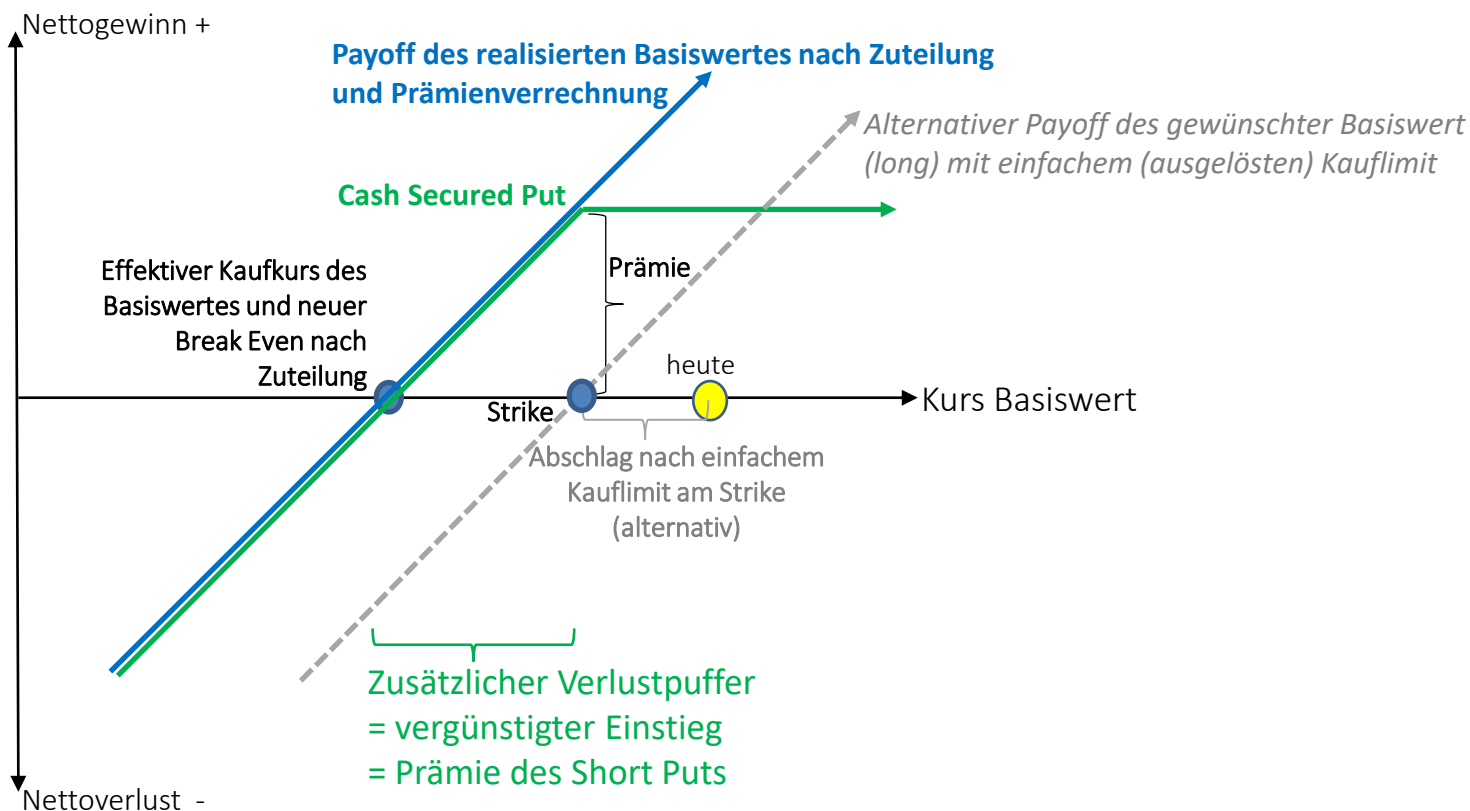 Nettogewinn +
Payoff des realisierten Basiswertes nach Zuteilung
und Prämienverrechnung
Alternativer Payoff des gewünschter Basiswert
(long) mit einfachem (ausgelösten) Kauflimit
Cash Secured Put
Effektiver Kaufkurs des
Basiswertes und neuer
Break Even nach
Zuteilung
Prämie
heute
Strike
Kurs Basiswert
Abschlag nach einfachem
Kauflimit am Strike
(alternativ)
Zusätzlicher Verlustpuffer
= vergünstigter Einstieg
= Prämie des Short Puts
Nettoverlust -